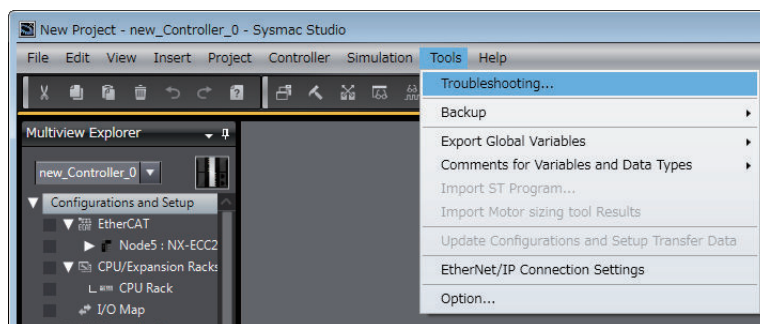 New Project - new_Controller_0 - Sysmac Studio
File Edit View Insert Project Controller Simulation Tools Help
Troubleshooting...
Backup
Export Global Variables
Comments for Variables and Data Types
Import ST Program...
Import Motor sizing tool Results
Update Configurations and Setup Transfer Data
EtherNet/IP Connection Settings
Option...
Multiview Explorer
new_Controller_0
Configurations and Setup
EtherCAT
Node5 : NX-ECC2
CPU/Expansion Racks
CPU Rack
I/O Map